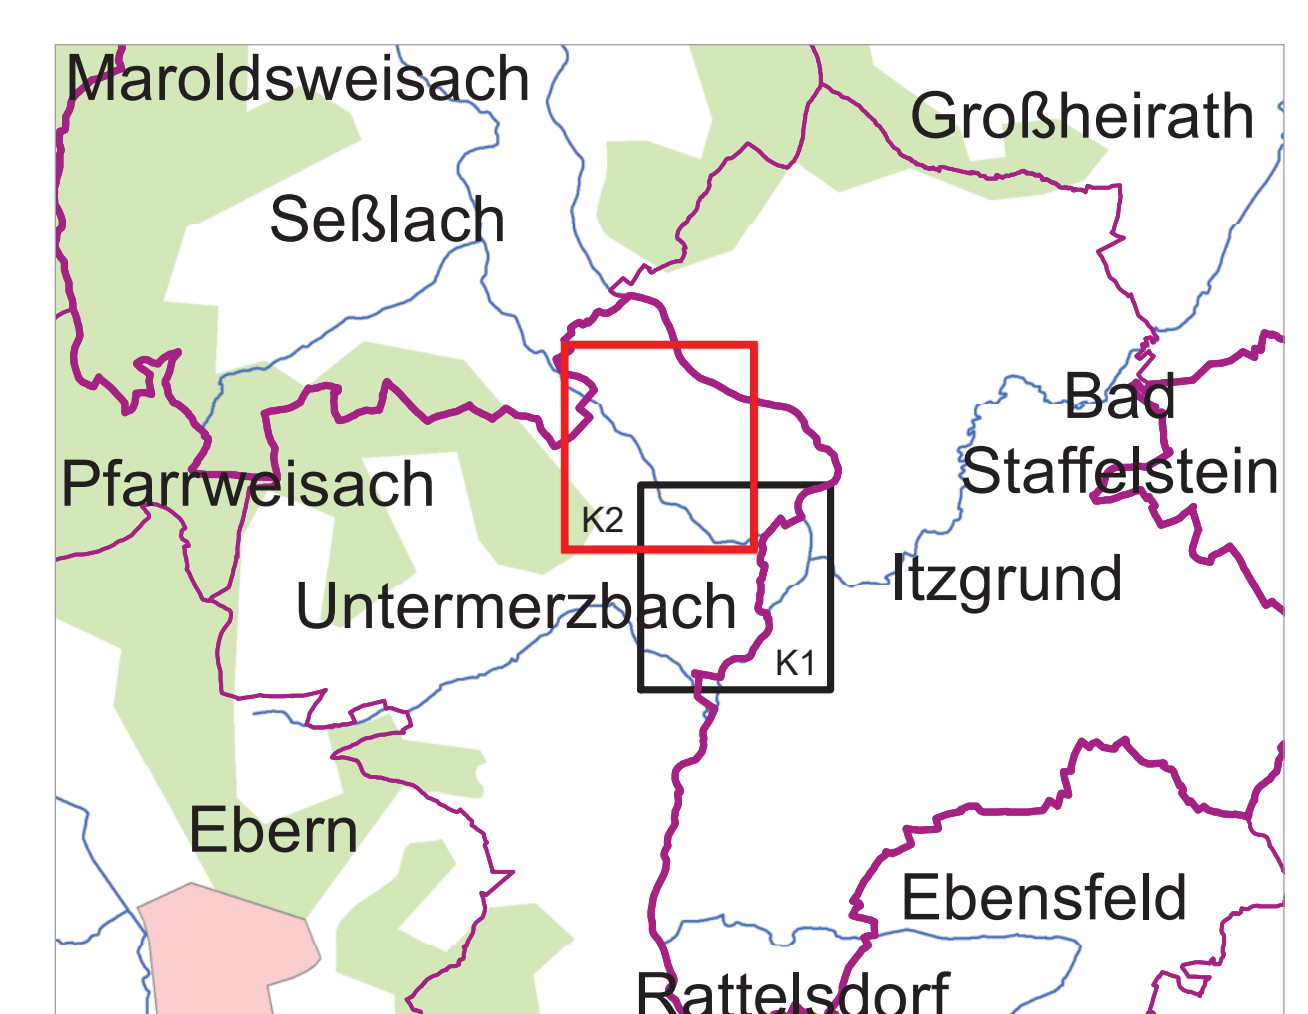 Maroldsweisach
Großheirath
Seßlach
Bad
Staffelstein
Pfarrweisach
K2
Itzgrund
Untermerzbach
K1
Ebern
Ebensfeld
Rattelsdorf